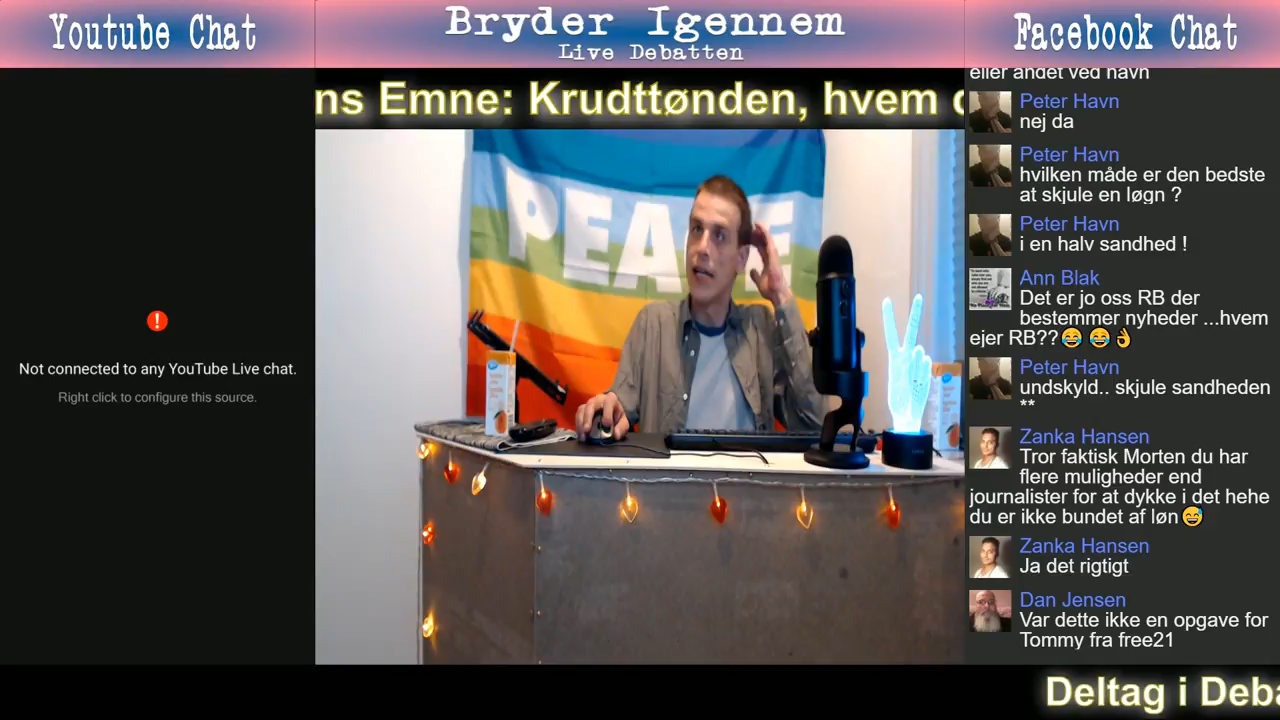 Youtube Chat
Bryder Igennem
Live Debatten
Facebook Chat
ns Emne: Krudttønden, hvem
PEACE
Not connected to any YouTube Live chat.
Right click to configure this source.
eller andet ved navn
Peter Havn
nej da
Peter Havn
hvilken måde er den bedste
at skjule en løgn ?
Peter Havn
i en halv sandhed !
Ann Blak
Det er jo oss RB der
bestemmer nyheder ...hvem
ejer RB??😂😂👌
Peter Havn
undskyld.. skjule sandheden
**
Zanka Hansen
Tror faktisk Morten du har
flere muligheder end
journalister for at dykke i det hehe
du er ikke bundet af løn😅
Zanka Hansen
Ja det rigtigt
Dan Jensen
Var dette ikke en opgave for
Tommy fra free21
Deltag i Deba